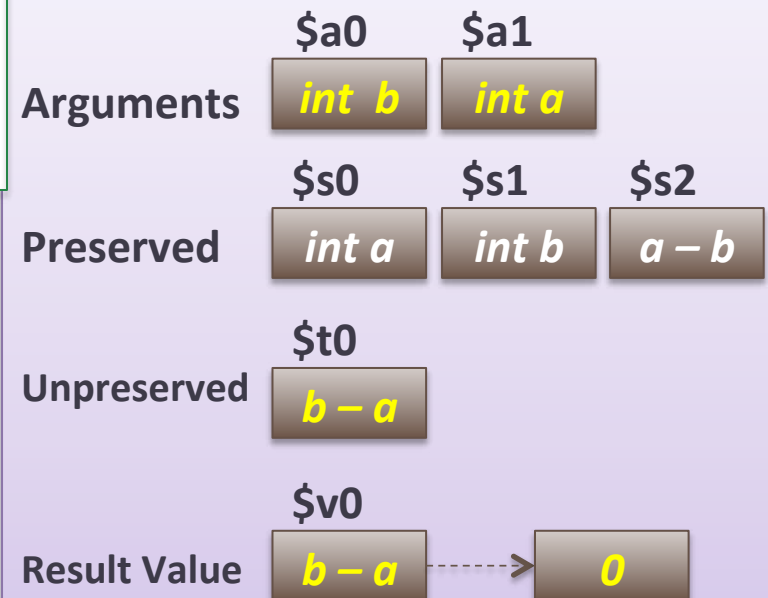 $a0 $a1
Arguments int b int a
$s0 $s1 $s2
Preserved int a int b a – b
$t0
Unpreserved b – a
$v0
Result Value b – a 0